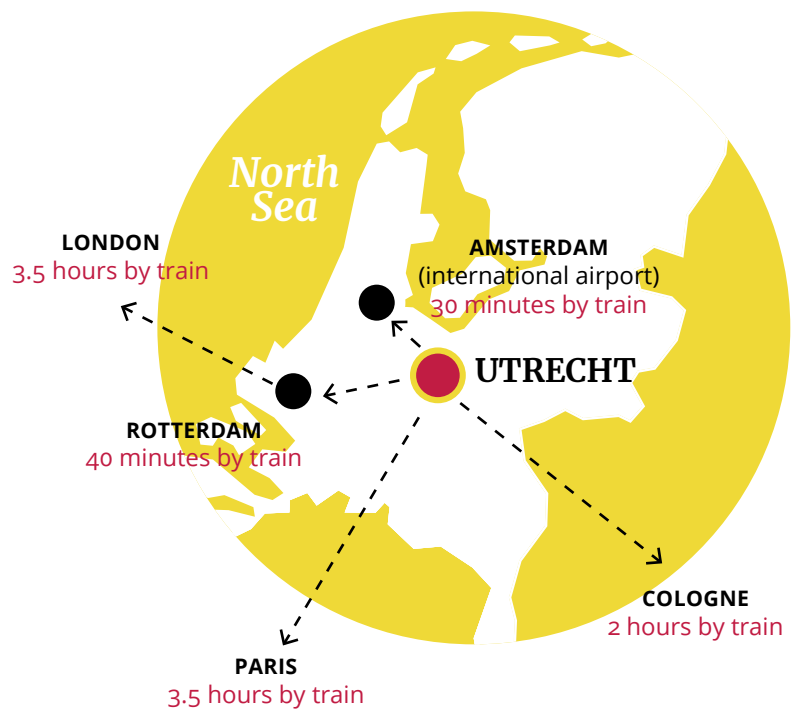 North
Sea
LONDON
3.5 hours by train
AMSTERDAM
(international airport)
30 minutes by train
UTRECHT
ROTTERDAM
40 minutes by train
COLOGNE
2 hours by train
PARIS
3.5 hours by train